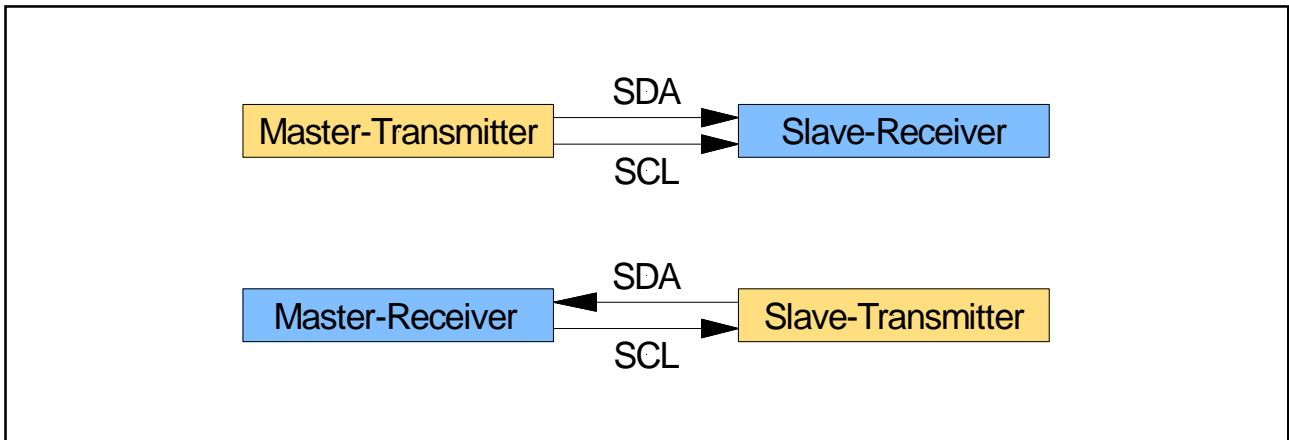 SDA
Master-Transmitter
Slave-Receiver
SCL
SDA
Master-Receiver
Slave-Transmitter
SCL